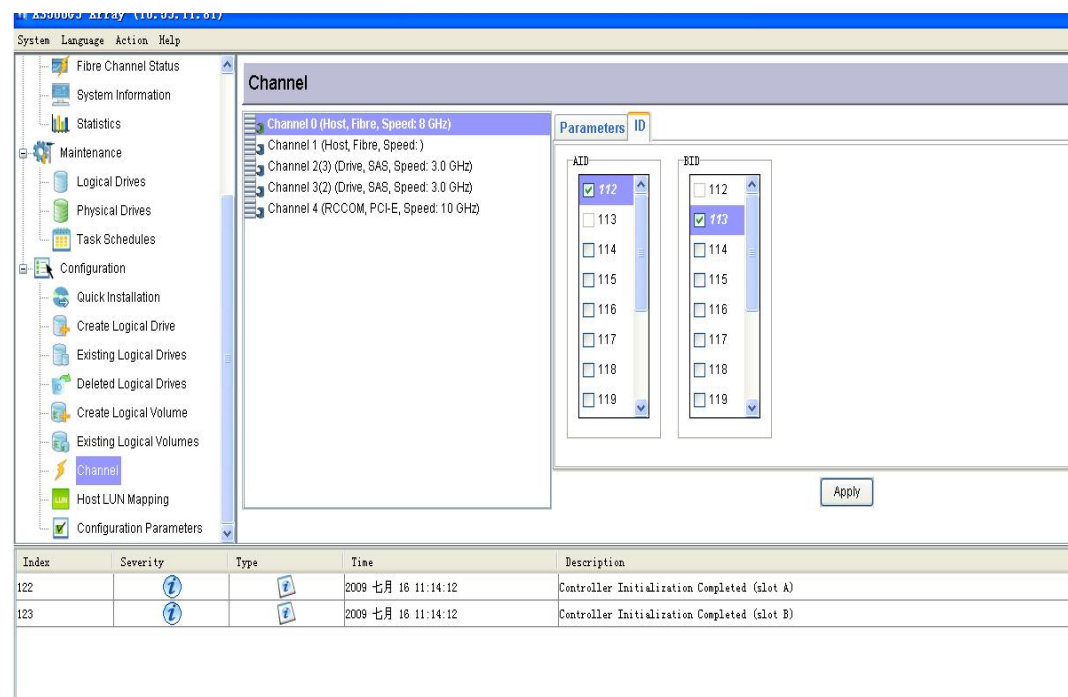 System Language Action Help
Fibre Channel Status
System Information
Statistics
Maintenance
Logical Drives
Physical Drives
Task Schedules
Configuration
Quick Installation
Create Logical Drive
Existing Logical Drives
Deleted Logical Drives
Create Logical Volume
Existing Logical Volumes
Channel
LUN Host LUN Mapping
Configuration Parameters
Channel
Channel 0 (Host, Fibre, Speed: 8 GHz)
Channel 1 (Host, Fibre, Speed: )
Channel 2(3) (Drive, SAS, Speed: 3.0 GHz)
Channel 3(2) (Drive, SAS, Speed: 3.0 GHz)
Channel 4 (RCCOM, PCI-E, Speed: 10 GHz)
Parameters ID
AID BID
112 112
113 113
114 114
115 115
116 116
117 117
118 118
119 119
Apply
Index Severity Type Time Description
122 2009 七月 16 11:14:12 Controller Initialization Completed (slot A)
123 2009 七月 16 11:14:12 Controller Initialization Completed (slot B)